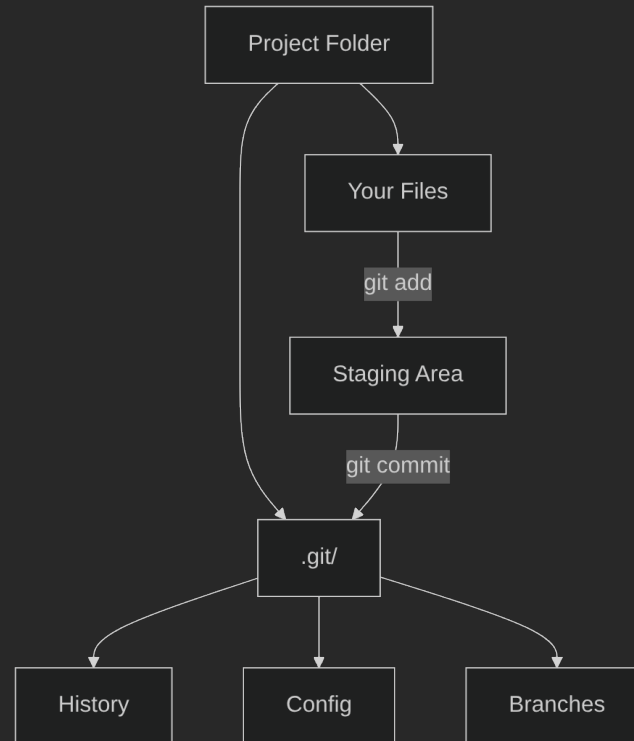 Project Folder
Your Files
git add
Staging Area
git commit
.git/
History
Config
Branches